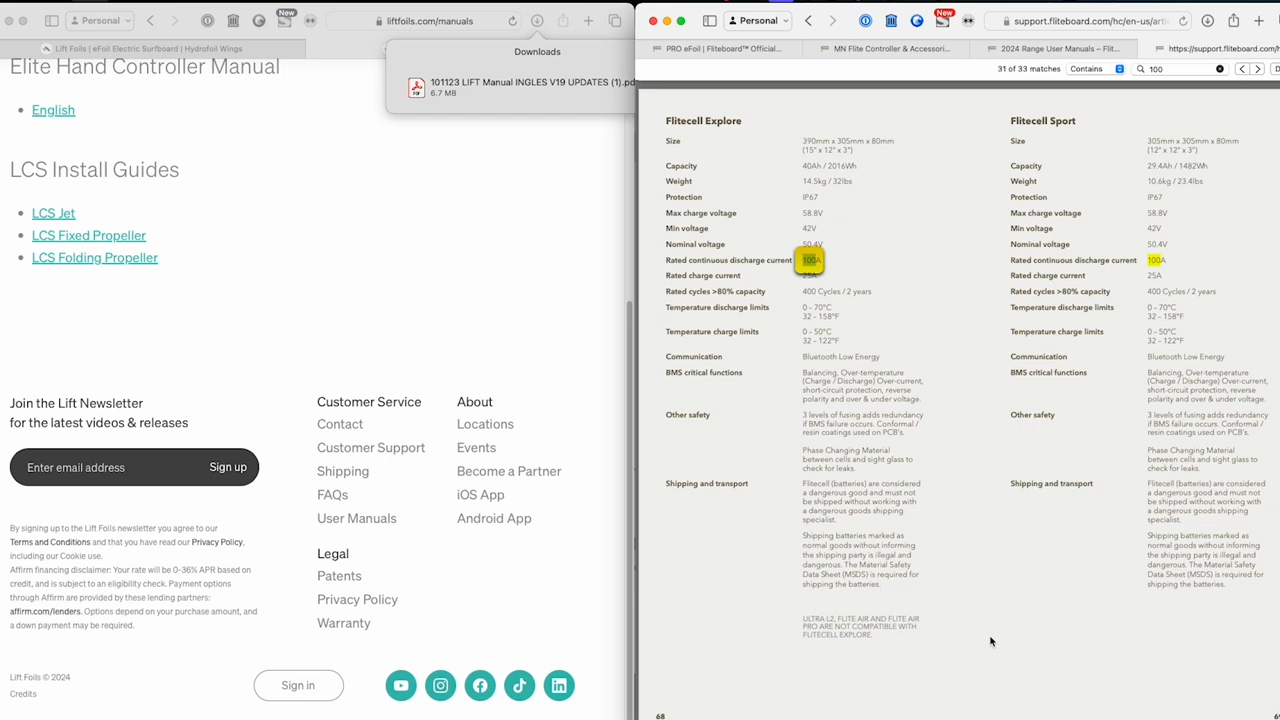 Personal
New
liftfoils.com/manuals
Lift Foils | eFoil Electric Surfboard | Hydrofoil Wings
Downloads
101123 LIFT Manual INGLES V19 UPDATES (1).pd
6.7 MB
Elite Hand Controller Manual
English
LCS Install Guides
LCS Jet
LCS Fixed Propeller
LCS Folding Propeller
Join the Lift Newsletter
for the latest videos & releases
Enter email address
Sign up
By signing up to the Lift Foils newsletter you agree to our
Terms and Conditions and that you have read our Privacy Policy,
including our Cookie use.
Affirm financing disclaimer: Your rate will be 0-36% APR based on
credit, and is subject to an eligibility check. Payment options
through Affirm are provided by these lending partners:
affirm.com/lenders. Options depend on your purchase amount, and
a down payment may be required.
Customer Service
Contact
Customer Support
Shipping
FAQs
User Manuals
Legal
Patents
Privacy Policy
Warranty
About
Locations
Events
Become a Partner
iOS App
Android App
Lift Foils © 2024
Credits
Sign in
Personal
New
support.fliteboard.com/hc/en-us/artic
PRO eFoil | Fliteboard™ Official...
MN Flite Controller & Accessori...
2024 Range User Manuals – Flit...
https://support.fliteboard.com/h
31 of 33 matches
Contains
100
Flitecell Explore
Size
390mm x 305mm x 80mm
(15" x 12" x 3")
Capacity
40Ah / 2016Wh
Weight
14.5kg / 32lbs
Protection
IP67
Max charge voltage
58.8V
Min voltage
42V
Nominal voltage
50.4V
Rated continuous discharge current
100A
Rated charge current
25A
Rated cycles >80% capacity
400 Cycles / 2 years
Temperature discharge limits
0 – 70°C
32 – 158°F
Temperature charge limits
0 – 50°C
32 – 122°F
Communication
Bluetooth Low Energy
BMS critical functions
Balancing, Over-temperature
(Charge / Discharge) Over-current,
short-circuit protection, reverse
polarity and over & under voltage.
Other safety
3 levels of fusing adds redundancy
if BMS failure occurs. Conformal /
resin coatings used on PCB's.
Phase Changing Material
between cells and sight glass to
check for leaks.
Shipping and transport
Flitecell (batteries) are considered
a dangerous good and must not
be shipped without working with
a dangerous goods shipping
specialist.
Shipping batteries marked as
normal goods without informing
the shipping party is illegal and
dangerous. The Material Safety
Data Sheet (MSDS) is required for
shipping the batteries.
ULTRA L2, FLITE AIR AND FLITE AIR
PRO ARE NOT COMPATIBLE WITH
FLITECELL EXPLORE.
68
Flitecell Sport
Size
305mm x 305mm x 80mm
(12" x 12" x 3")
Capacity
29.4Ah / 1482Wh
Weight
10.6kg / 23.4lbs
Protection
IP67
Max charge voltage
58.8V
Min voltage
42V
Nominal voltage
50.4V
Rated continuous discharge current
100A
Rated charge current
25A
Rated cycles >80% capacity
400 Cycles / 2 years
Temperature discharge limits
0 – 70°C
32 – 158°F
Temperature charge limits
0 – 50°C
32 – 122°F
Communication
Bluetooth Low Energy
BMS critical functions
Balancing, Over-temperature
(Charge / Discharge) Over-current,
short-circuit protection, reverse
polarity and over & under voltage.
Other safety
3 levels of fusing adds redundancy
if BMS failure occurs. Conformal /
resin coatings used on PCB's.
Phase Changing Material
between cells and sight glass to
check for leaks.
Shipping and transport
Flitecell (batteries) are considered
a dangerous good and must not
be shipped without working with
a dangerous goods shipping
specialist.
Shipping batteries marked as
normal goods without informing
the shipping party is illegal and
dangerous. The Material Safety
Data Sheet (MSDS) is required for
shipping the batteries.